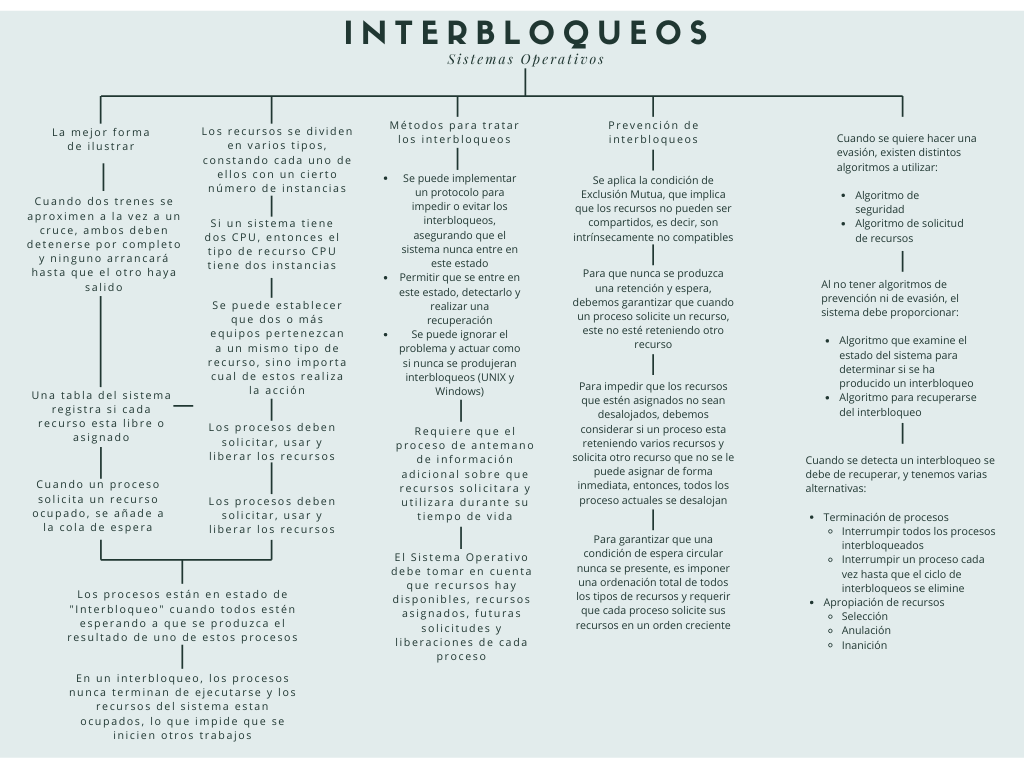 INTERBLOQUEOS
Sistemas Operativos
La mejor forma
de ilustrar
Cuando dos trenes se
aproximen a la vez a un
cruce, ambos deben
detenerse por completo
y ninguno arrancará
hasta que el otro haya
salido
Una tabla del sistema
registra si cada
recurso esta libre o
asignado
Cuando un proceso
solicita un recurso
ocupado, se añade a
la cola de espera
Los recursos se dividen
en varios tipos,
constando cada uno de
ellos con un cierto
número de instancias
Si un sistema tiene
dos CPU, entonces el
tipo de recurso CPU
tiene dos instancias
Se puede establecer
que dos o más
equipos pertenezcan
a un mismo tipo de
recurso, sino importa
cual de estos realiza
la acción
Los procesos deben
solicitar, usar y
liberar los recursos
Los procesos deben
solicitar, usar y
liberar los recursos
Los procesos están en estado de
"Interbloqueo" cuando todos estén
esperando a que se produzca el
resultado de uno de estos procesos
En un interbloqueo, los procesos
nunca terminan de ejecutarse y los
recursos del sistema estan
ocupados, lo que impide que se
inicien otros trabajos
Métodos para tratar
los interbloqueos
• Se puede implementar
un protocolo para
impedir o evitar los
interbloqueos,
asegurando que el
sistema nunca entre en
este estado
• Permitir que se entre en
este estado, detectarlo y
realizar una
recuperación
• Se puede ignorar el
problema y actuar como
si nunca se produjeran
interbloqueos (UNIX y
Windows)
Requiere que el
proceso de antemano
de información
adicional sobre que
recursos solicitara y
utilizara durante su
tiempo de vida
El Sistema Operativo
debe tomar en cuenta
que recursos hay
disponibles, recursos
asignados, futuras
solicitudes y
liberaciones de cada
proceso
Prevención de
interbloqueos
Se aplica la condición de
Exclusión Mutua, que implica
que los recursos no pueden ser
compartidos, es decir, son
intrínsecamente no compatibles
Para que nunca se produzca
una retención y espera,
debemos garantizar que cuando
un proceso solicite un recurso,
este no esté reteniendo otro
recurso
Para impedir que los recursos
que estén asignados no sean
desalojados, debemos
considerar si un proceso esta
reteniendo varios recursos y
solicita otro recurso que no se le
puede asignar de forma
inmediata, entonces, todos los
proceso actuales se desalojan
Para garantizar que una
condición de espera circular
nunca se presente, es imponer
una ordenación total de todos
los tipos de recursos y requerir
que cada proceso solicite sus
recursos en un orden creciente
Cuando se quiere hacer una
evasión, existen distintos
algoritmos a utilizar:
• Algoritmo de
seguridad
• Algoritmo de solicitud
de recursos
Al no tener algoritmos de
prevención ni de evasión, el
sistema debe proporcionar:
• Algoritmo que examine el
estado del sistema para
determinar si se ha
producido un interbloqueo
• Algoritmo para recuperarse
del interbloqueo
Cuando se detecta un interbloqueo se
debe de recuperar, y tenemos varias
alternativas:
• Terminación de procesos
◦ Interrumpir todos los procesos
interbloqueados
◦ Interrumpir un proceso cada
vez hasta que el ciclo de
interbloqueos se elimine
• Apropiación de recursos
◦ Selección
◦ Anulación
◦ Inanición